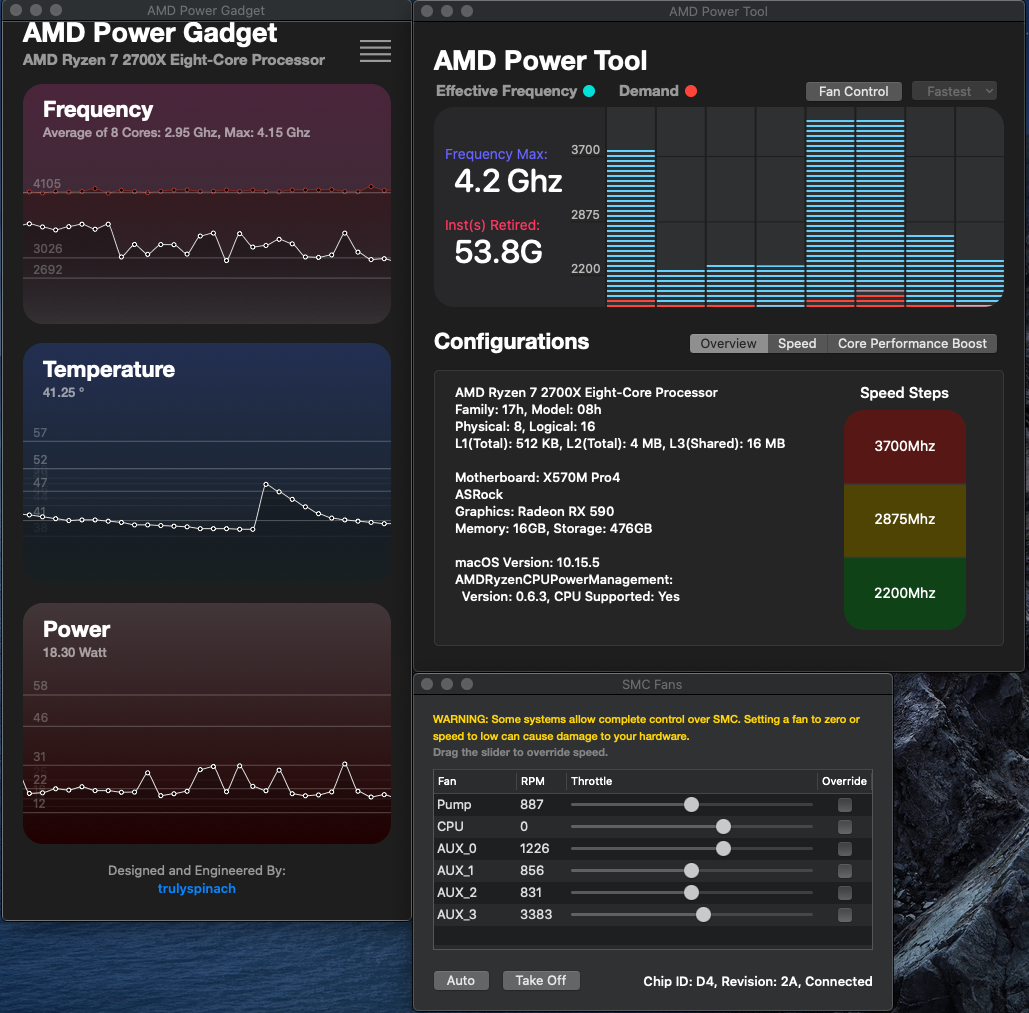 AMD Power Gadget
AMD Power Gadget
AMD Ryzen 7 2700X Eight-Core Processor
Frequency
Average of 8 Cores: 2.95 Ghz, Max: 4.15 Ghz
4105
3026
2692
Temperature
41.25 °
57
52
47
41
38
Power
18.30 Watt
58
46
31
22
12
Designed and Engineered By:
trulyspinach
AMD Power Tool
AMD Power Tool
Effective Frequency
Demand
Fan Control
Fastest
Frequency Max:
4.2 Ghz
Inst(s) Retired:
53.8G
3700
2875
2200
Configurations
Overview
Speed
Core Performance Boost
AMD Ryzen 7 2700X Eight-Core Processor
Family: 17h, Model: 08h
Physical: 8, Logical: 16
L1(Total): 512 KB, L2(Total): 4 MB, L3(Shared): 16 MB
Motherboard: X570M Pro4
ASRock
Graphics: Radeon RX 590
Memory: 16GB, Storage: 476GB
macOS Version: 10.15.5
AMDRyzenCPUPowerManagement:
Version: 0.6.3, CPU Supported: Yes
Speed Steps
3700Mhz
2875Mhz
2200Mhz
SMC Fans
WARNING: Some systems allow complete control over SMC. Setting a fan to zero or
speed to low can cause damage to your hardware.
Drag the slider to override speed.
Fan RPM Throttle Override
Pump 887
CPU 0
AUX_0 1226
AUX_1 856
AUX_2 831
AUX_3 3383
Auto
Take Off
Chip ID: D4, Revision: 2A, Connected